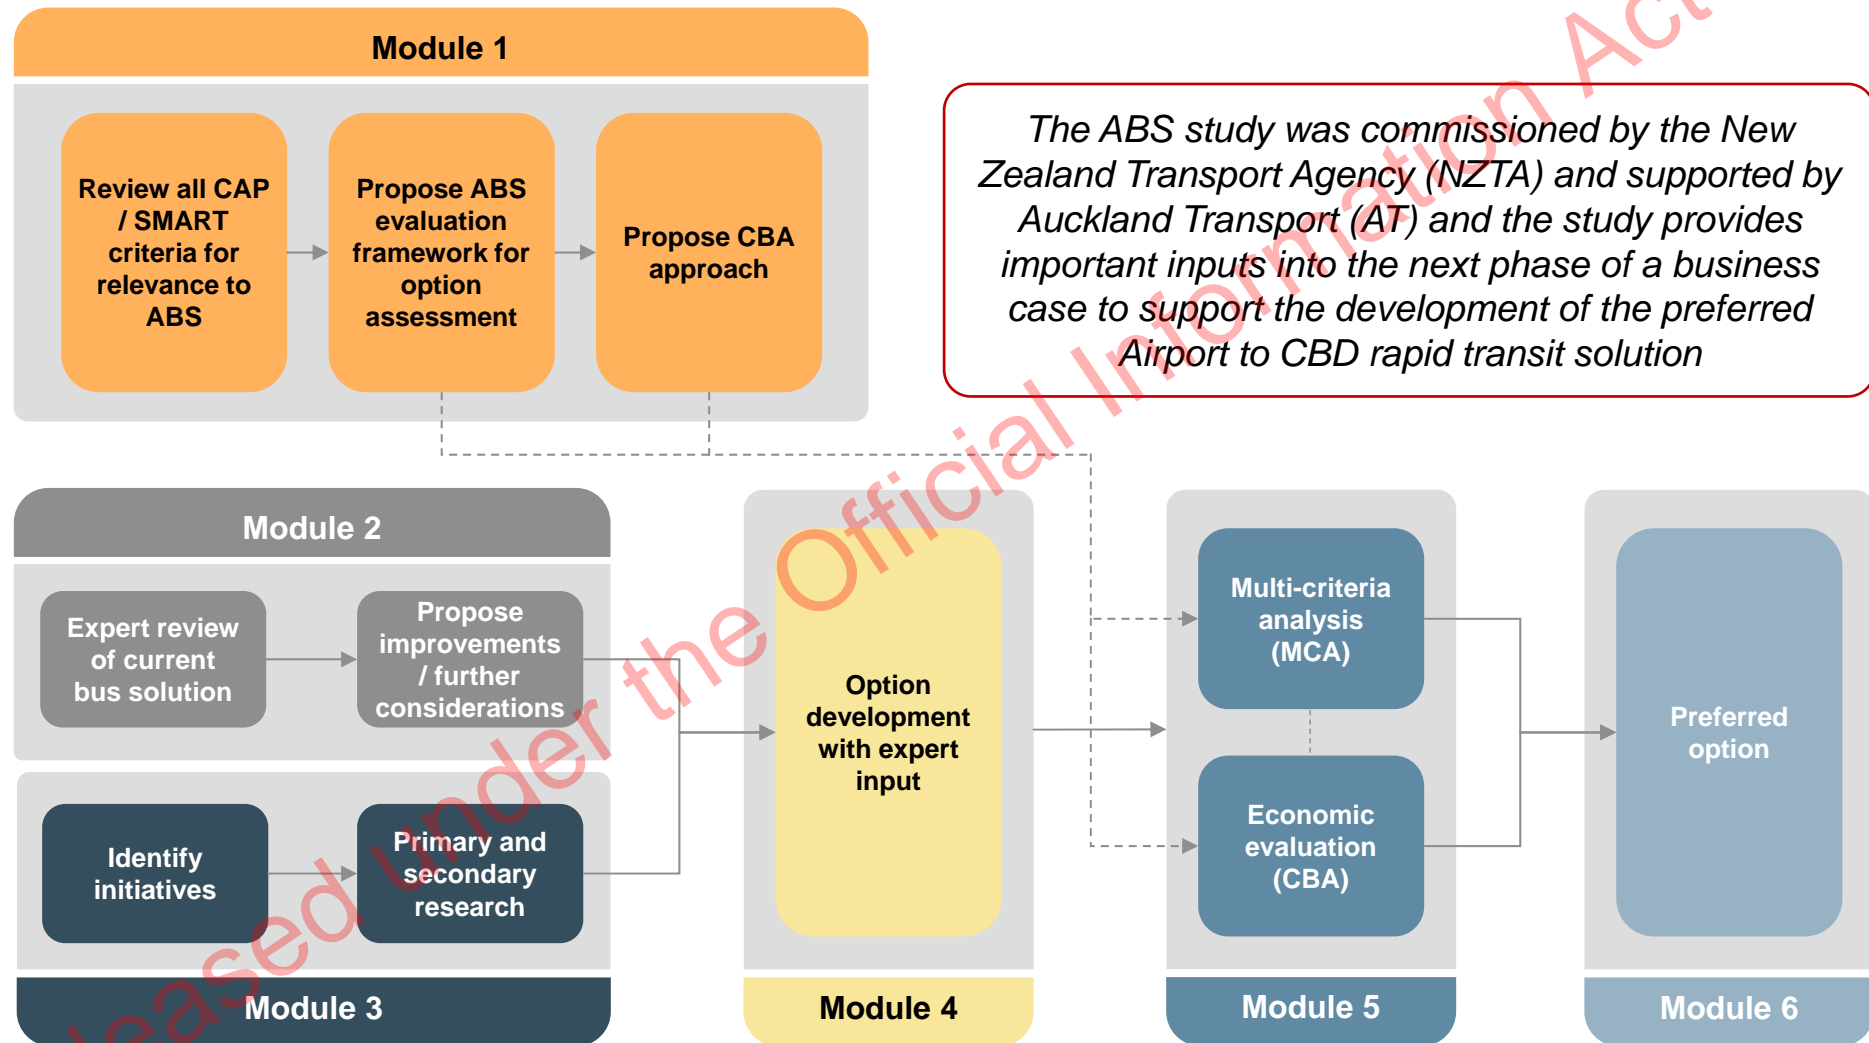 Module 1
Review all CAP
/ SMART
criteria for
relevance to
ABS
Propose ABS
evaluation
framework for
option
assessment
Propose CBA
approach
The ABS study was commissioned by the New
Zealand Transport Agency (NZTA) and supported by
Auckland Transport (AT) and the study provides
important inputs into the next phase of a business
case to support the development of the preferred
Airport to CBD rapid transit solution
Module 2
Expert review
of current
bus solution
Propose
improvements
/ further
considerations
Identify
initiatives
Primary and
secondary
research
Module 3
Option
development
with expert
input
Module 4
Multi-criteria
analysis
(MCA)
Economic
evaluation
(CBA)
Module 5
Preferred
option
Module 6
leased under the Official Information Act